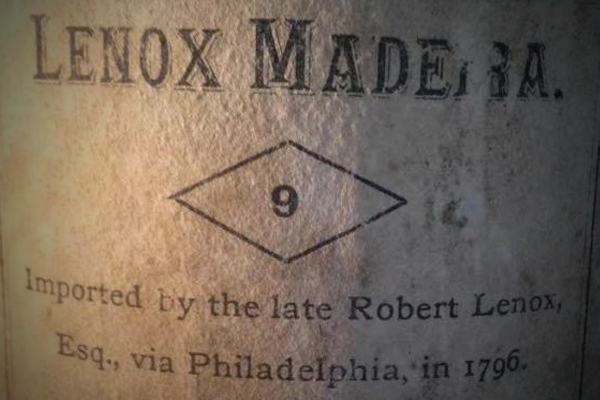 LENOX MADEIRA.
9
Imported by the late Robert Lenox,
Esq., via Philadelphia, in 1796.